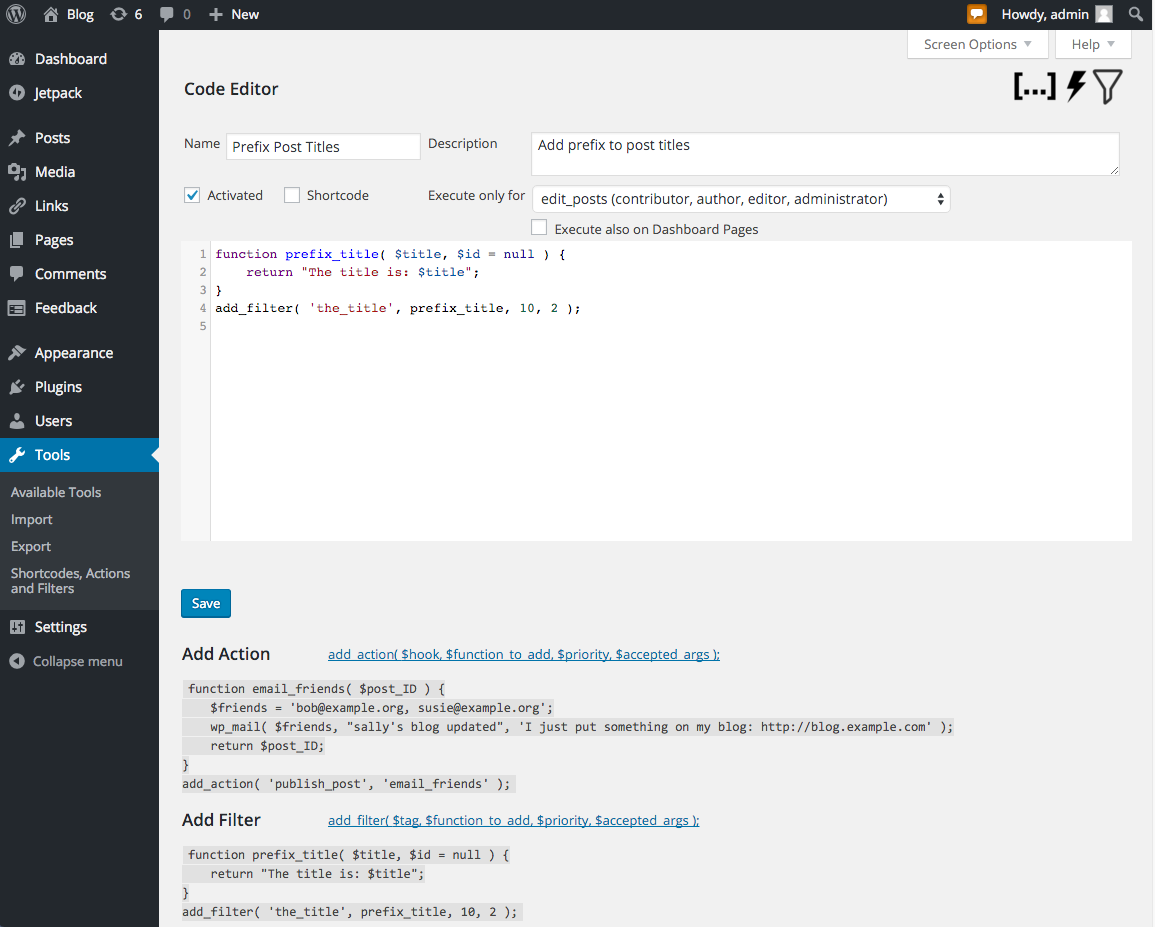 Blog 6 0 New Howdy, admin
Screen Options Help
Dashboard
Jetpack
Posts
Media
Links
Pages
Comments
Feedback
Appearance
Plugins
Users
Tools
Available Tools
Import
Export
Shortcodes, Actions
and Filters
Settings
Collapse menu
Code Editor
[...]
Name Prefix Post Titles Description Add prefix to post titles
Activated Shortcode Execute only for edit_posts (contributor, author, editor, administrator)
Execute also on Dashboard Pages
1 function prefix_title( $title, $id = null ) {
2     return "The title is: $title";
3 }
4 add_filter( 'the_title', prefix_title, 10, 2 );
5
Save
Add Action add_action( $hook, $function_to_add, $priority, $accepted_args );
function email_friends( $post_ID ) {
    $friends = 'bob@example.org, susie@example.org';
    wp_mail( $friends, "sally's blog updated", 'I just put something on my blog: http://blog.example.com' );
    return $post_ID;
}
add_action( 'publish_post', 'email_friends' );
Add Filter add_filter( $tag, $function_to_add, $priority, $accepted_args );
function prefix_title( $title, $id = null ) {
    return "The title is: $title";
}
add_filter( 'the_title', prefix_title, 10, 2 );